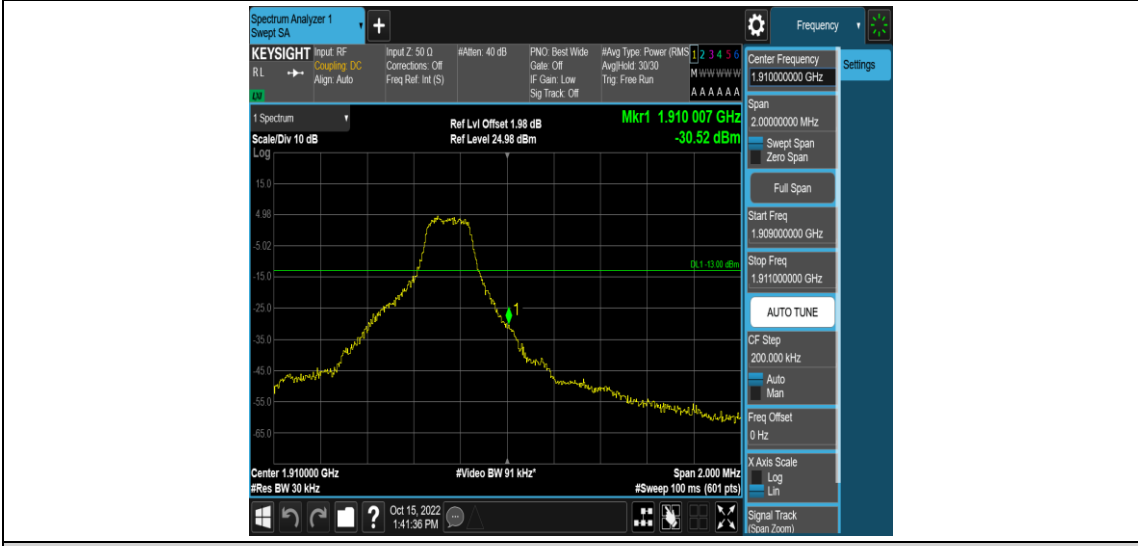 Spectrum Analyzer 1
Swept SA
+
Frequency
KEYSIGHT
RL
Input: RF
Coupling: DC
Align: Auto
Input Z: 50 Ω
Corrections: Off
Freq Ref: Int (S)
#Atten: 40 dB
PNO: Best Wide
Gate: Off
IF Gain: Low
Sig Track: Off
#Avg Type: Power (RMS
Avg|Hold: 30/30
Trig: Free Run
1 2 3 4 5 6
M W W W W W
A A A A A A
1 Spectrum
Scale/Div 10 dB
Log
Ref Lvl Offset 1.98 dB
Ref Level 24.98 dBm
Mkr1 1.910 007 GHz
-30.52 dBm
15.0
4.98
-5.02
-15.0
-25.0
-35.0
-45.0
-55.0
-65.0
DL1 -13.00 dBm
1
Center 1.910000 GHz
#Video BW 91 kHz*
Span 2.000 MHz
#Res BW 30 kHz
#Sweep 100 ms (601 pts)
Center Frequency
1.910000000 GHz
Settings
Span
2.00000000 MHz
Swept Span
Zero Span
Full Span
Start Freq
1.909000000 GHz
Stop Freq
1.911000000 GHz
AUTO TUNE
CF Step
200.000 kHz
Auto
Man
Freq Offset
0 Hz
X Axis Scale
Log
Lin
Signal Track
(Span Zoom)
?
Oct 15, 2022
1:41:36 PM